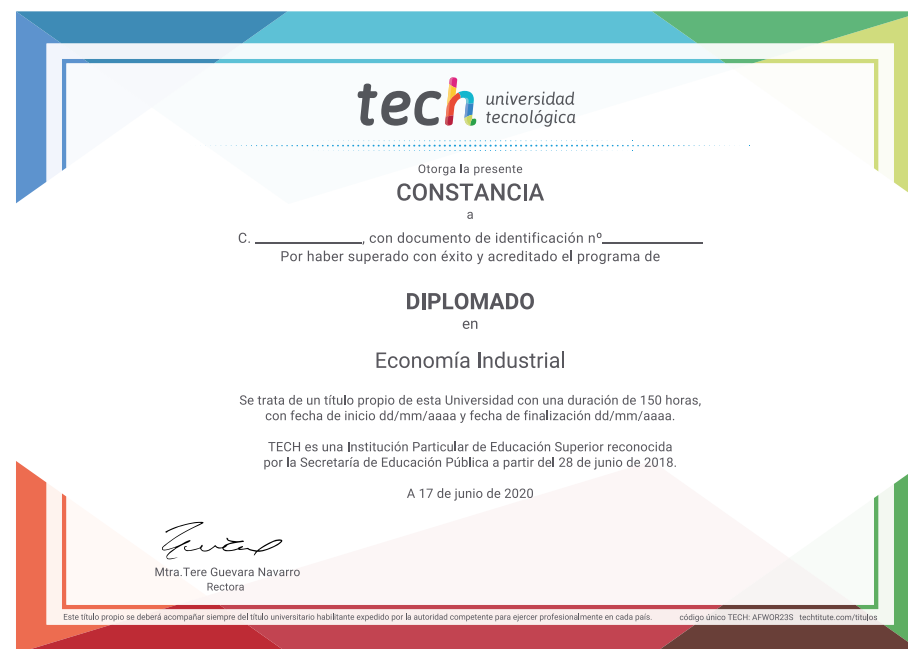 tech universidad
tecnológica
Otorga la presente
CONSTANCIA
a
C. ____________, con documento de identificación nº____________
Por haber superado con éxito y acreditado el programa de
DIPLOMADO
en
Economía Industrial
Se trata de un título propio de esta Universidad con una duración de 150 horas,
con fecha de inicio dd/mm/aaaa y fecha de finalización dd/mm/aaaa.
TECH es una Institución Particular de Educación Superior reconocida
por la Secretaría de Educación Pública a partir del 28 de junio de 2018.
A 17 de junio de 2020
Mtra.Tere Guevara Navarro
Rectora
Este título propio se deberá acompañar siempre del título universitario habilitante expedido por la autoridad competente para ejercer profesionalmente en cada país. código único TECH: AFWOR23S techtitute.com/titulos